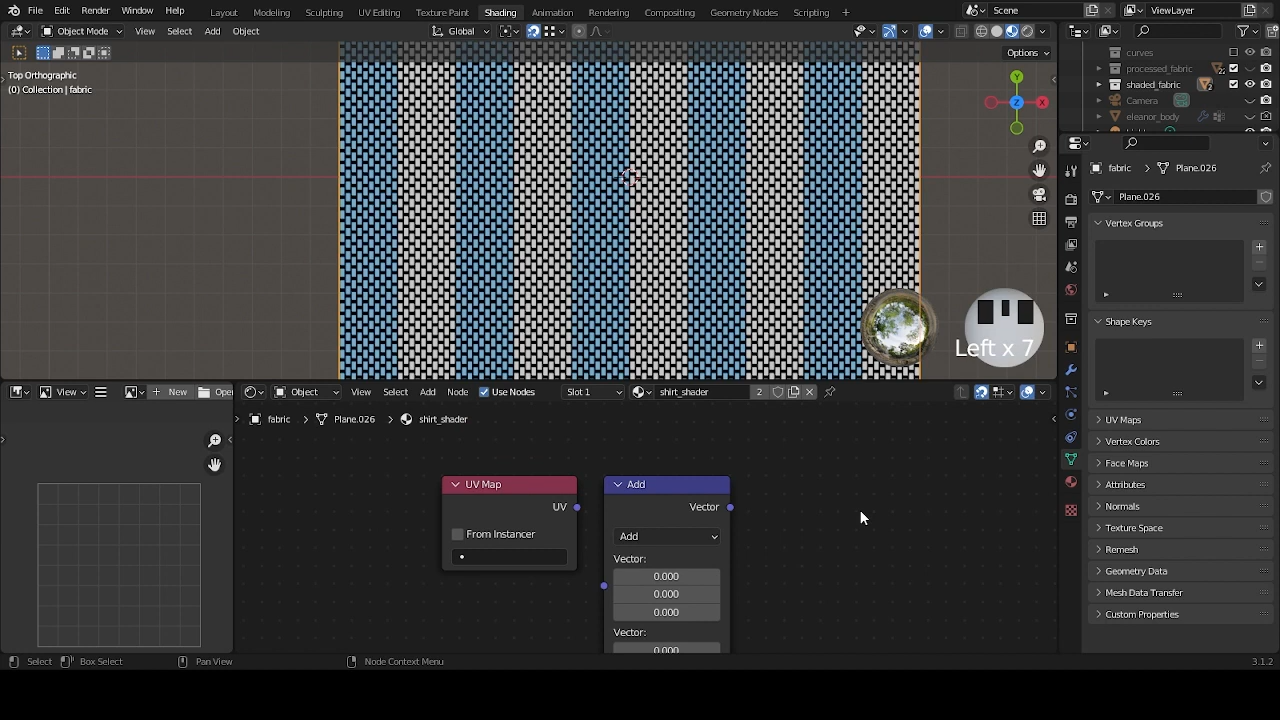 File Edit Render Window Help Layout Modeling Sculpting UV Editing Texture Paint Shading Animation Rendering Compositing Geometry Nodes Scripting + Scene ViewLayer
Object Mode View Select Add Object Global
Options
Top Orthographic
(0) Collection | fabric
Y
Z
X
Left x 7
curves
processed_fabric
shaded_fabric
Camera
eleanor_body
fabric > Plane.026
Plane.026
Vertex Groups
Shape Keys
UV Maps
Vertex Colors
Face Maps
Attributes
Normals
Texture Space
Remesh
Geometry Data
Mesh Data Transfer
Custom Properties
View New Open Object View Select Add Node Use Nodes Slot 1 shirt_shader 2
fabric > Plane.026 > shirt_shader
UV Map
UV
From Instancer
Add
Vector
Add
Vector:
0.000
0.000
0.000
Vector:
0.000
Select Box Select Pan View Node Context Menu 3.1.2